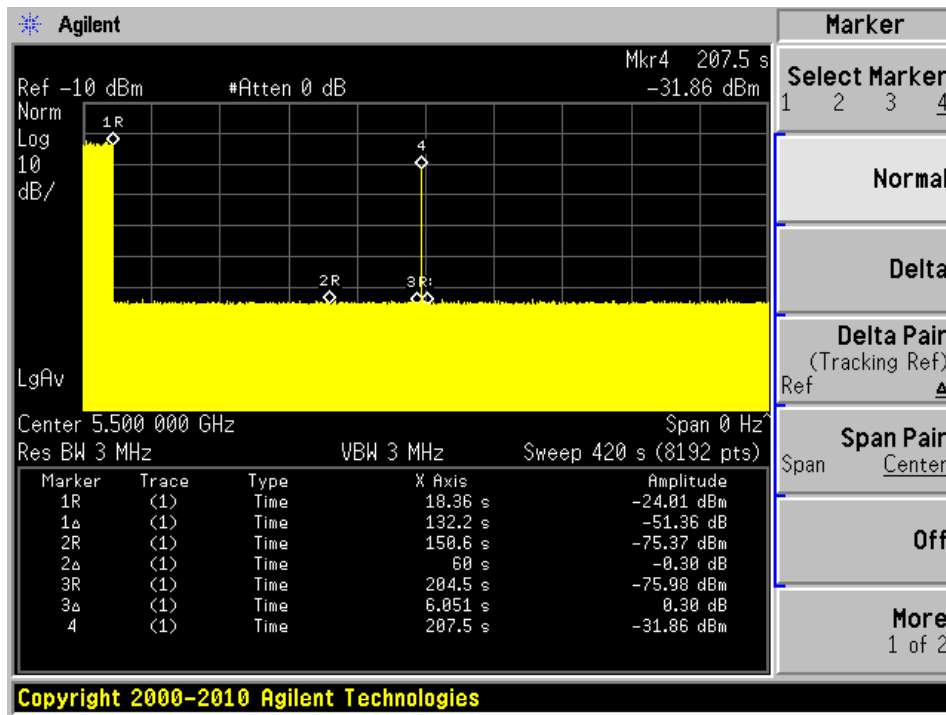 Agilent
Marker
Mkr4 207.5 s
Ref -10 dBm #Atten 0 dB -31.86 dBm
Norm
Log
10
dB/
1R
4
2R
3R
LgAv
Center 5.500 000 GHz Span 0 Hz^
Res BW 3 MHz VBW 3 MHz Sweep 420 s (8192 pts)
Marker Trace Type X Axis Amplitude
1R (1) Time 18.36 s -24.01 dBm
1Δ (1) Time 132.2 s -51.36 dB
2R (1) Time 150.6 s -75.37 dBm
2Δ (1) Time 60 s -0.30 dB
3R (1) Time 204.5 s -75.98 dBm
3Δ (1) Time 6.051 s 0.30 dB
4 (1) Time 207.5 s -31.86 dBm
Select Marker
1 2 3 4
Normal
Delta
Delta Pair
(Tracking Ref)
Ref Δ
Span Pair
Span Center
Off
More
1 of 2
Copyright 2000-2010 Agilent Technologies